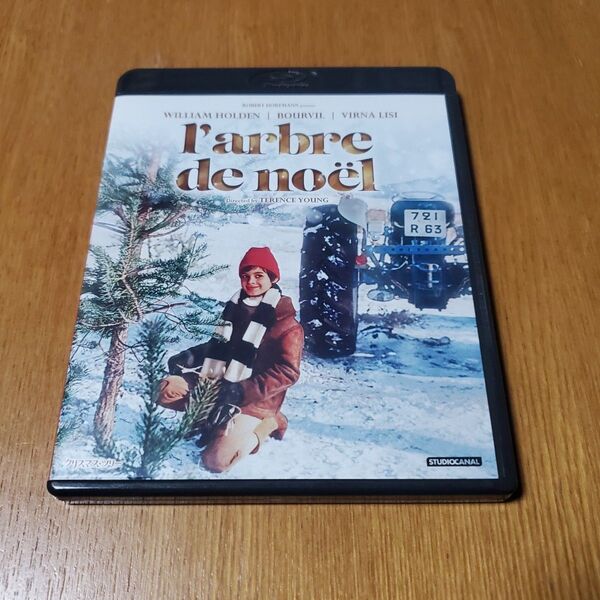 ROBERT DORFMANN présente
WILLIAM HOLDEN | BOURVIL | VIRNA LISI
l'arbre
de noël
Directed by TERENCE YOUNG
721
R 63
クリスマス・ツリー
STUDIOCANAL